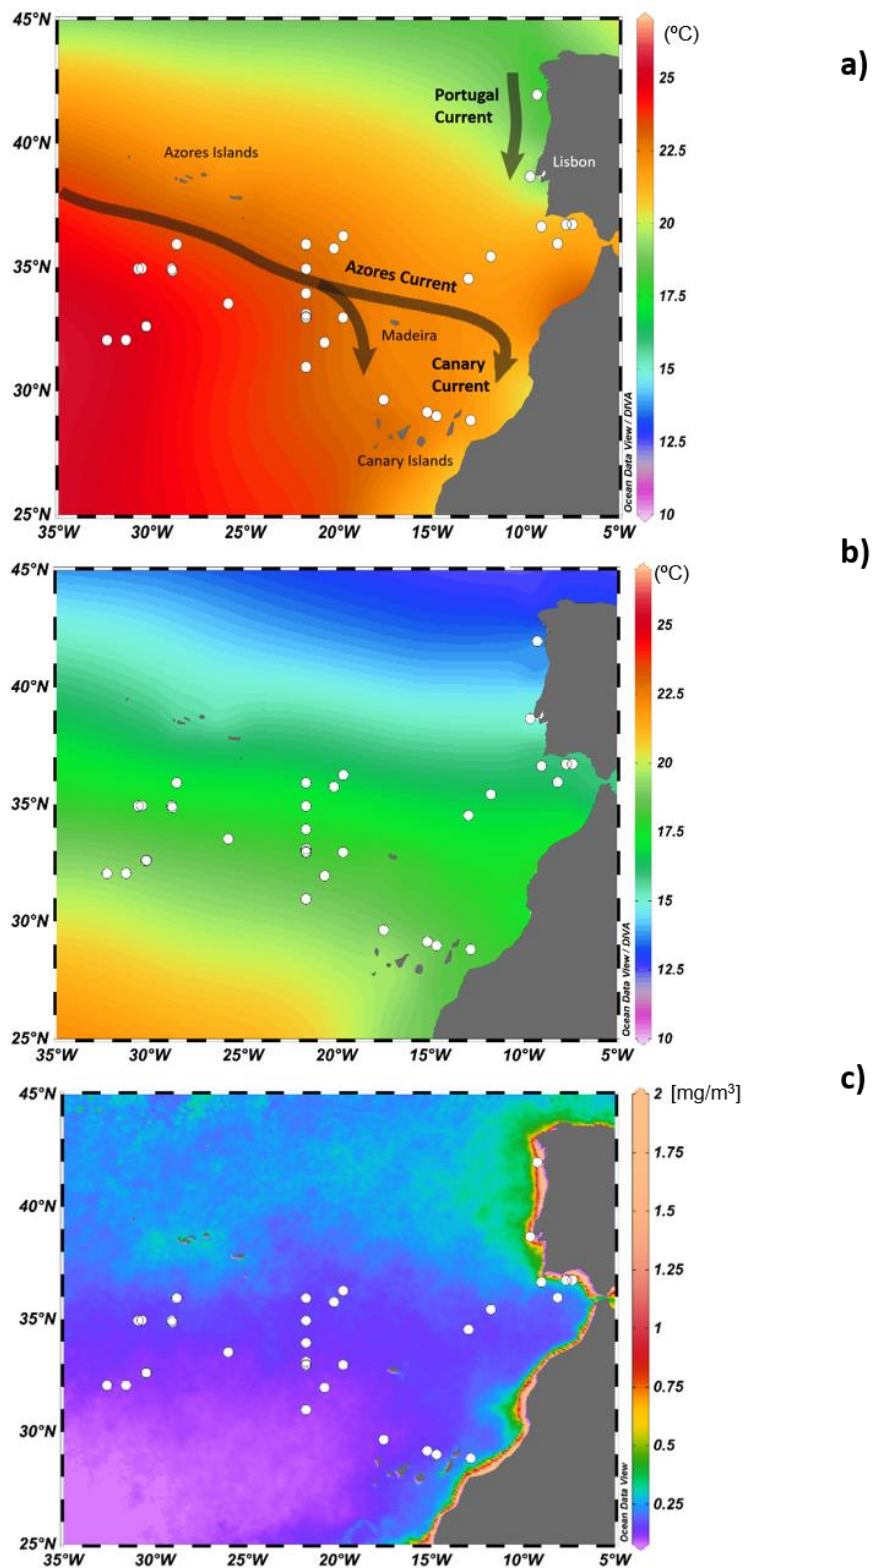 45°N
(ºC)
a)
25
Portugal
Current
40°N
Azores Islands
Lisbon
22.5
20
35°N
Azores Current
17.5
Madeira
15
30°N
Canary
Current
12.5
Canary Islands
10
25°N
Ocean Data View / DIVA
35°W
30°W
25°W
20°W
15°W
10°W
5°W
b)
45°N
(ºC)
25
40°N
22.5
20
35°N
17.5
15
30°N
12.5
10
25°N
Ocean Data View / DIVA
35°W
30°W
25°W
20°W
15°W
10°W
5°W
c)
45°N
2
[mg/m³]
1.75
40°N
1.5
1.25
35°N
1
0.75
30°N
0.5
0.25
25°N
Ocean Data View
35°W
30°W
25°W
20°W
15°W
10°W
5°W